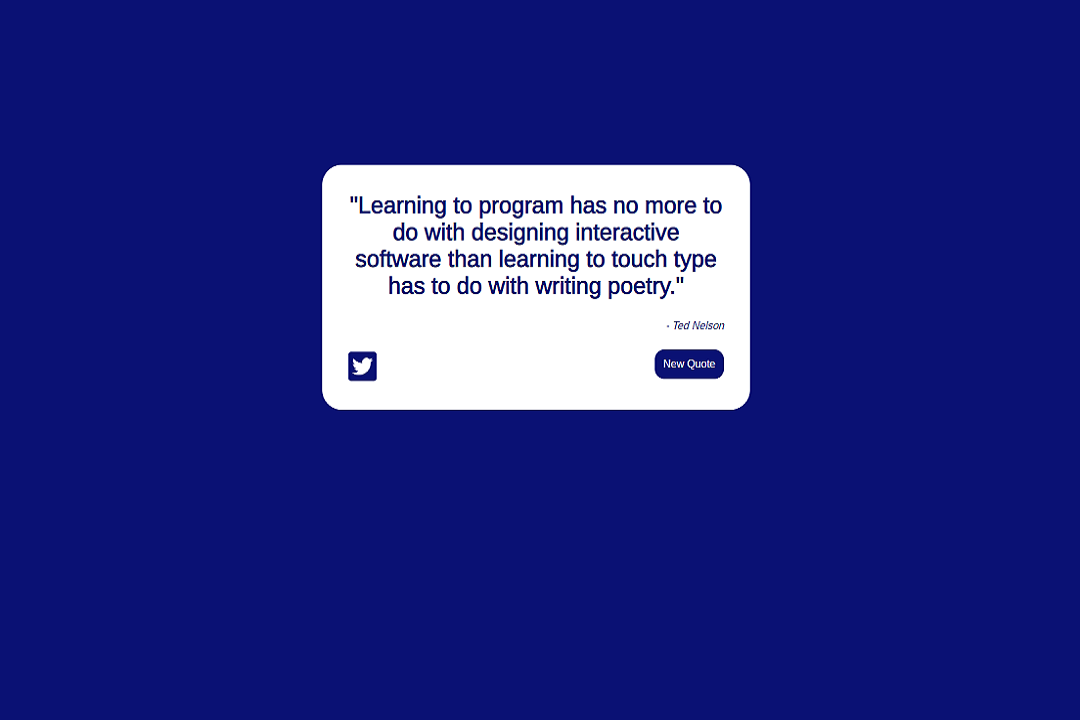 "Learning to program has no more to
do with designing interactive
software than learning to touch type
has to do with writing poetry."
- Ted Nelson
New Quote